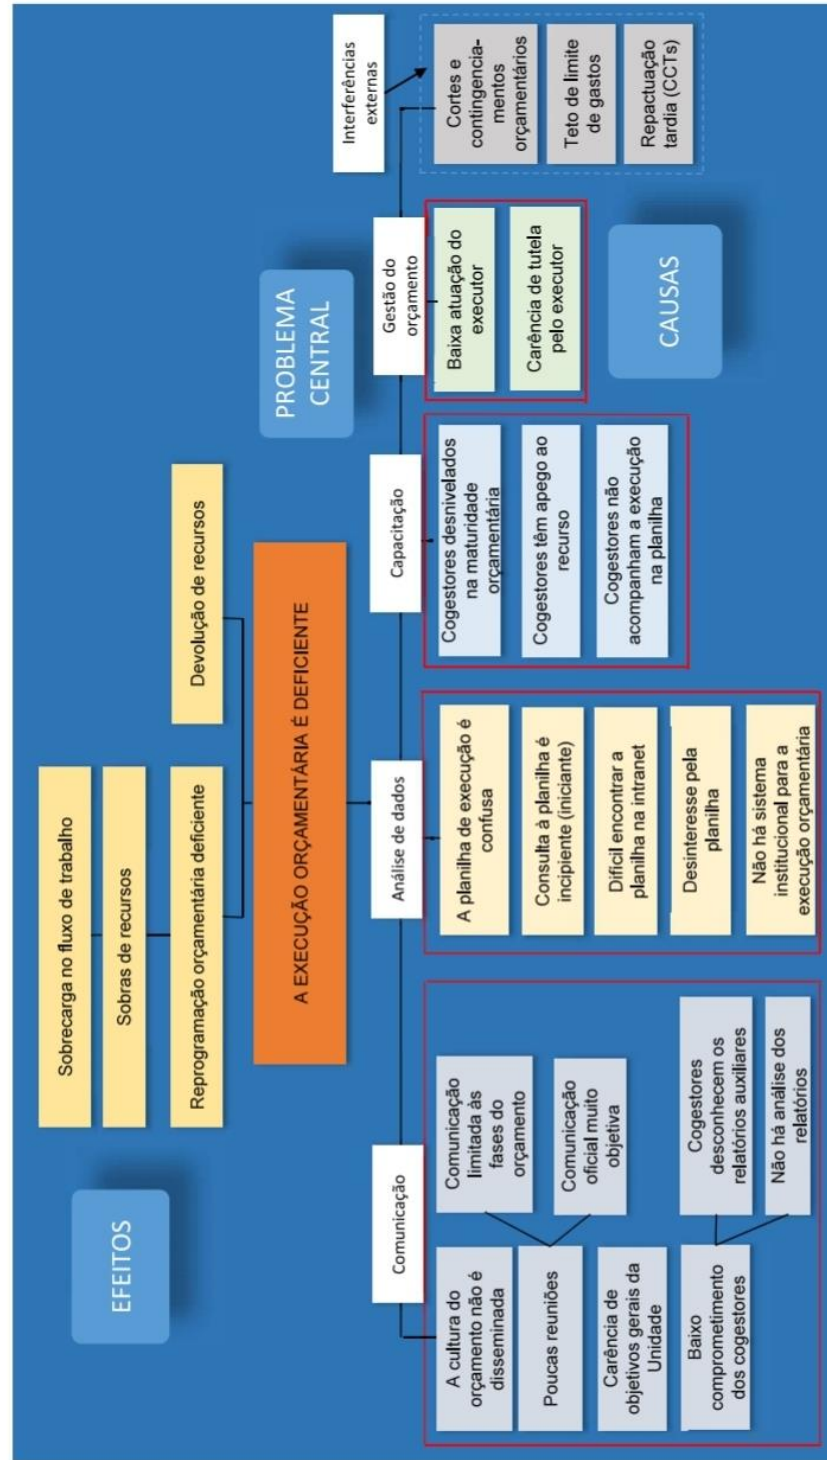 EFEITOS
Sobrecarga no fluxo de trabalho
Sobras de recursos
Reprogramação orçamentária deficiente
Devolução de recursos
PROBLEMA
CENTRAL
A EXECUÇÃO ORÇAMENTÁRIA É DEFICIENTE
Comunicação
Análise de dados
Capacitação
Gestão do
orçamento
Interferências
externas
A cultura do
orçamento não é
disseminada
Poucas reuniões
Carência de
objetivos gerais da
Unidade
Baixo
comprometimento
dos cogestores
Comunicação
limitada às
fases do
orçamento
Comunicação
oficial muito
objetiva
Cogestores
desconhecem os
relatórios auxiliares
Não há análise dos
relatórios
A planilha de execução é
confusa
Consulta à planilha é
incipiente (iniciante)
Difícil encontrar a
planilha na intranet
Desinteresse pela
planilha
Não há sistema
institucional para a
execução orçamentária
Cogestores desnivelados
na maturidade
orçamentária
Cogestores têm apego ao
recurso
Cogestores não
acompanham a execução
na planilha
Baixa atuação do
executor
Carência de tutela
pelo executor
Cortes e
contingencia-
mentos
orçamentários
Teto de limite
de gastos
Repactuação
tardia (CCTs)
CAUSAS